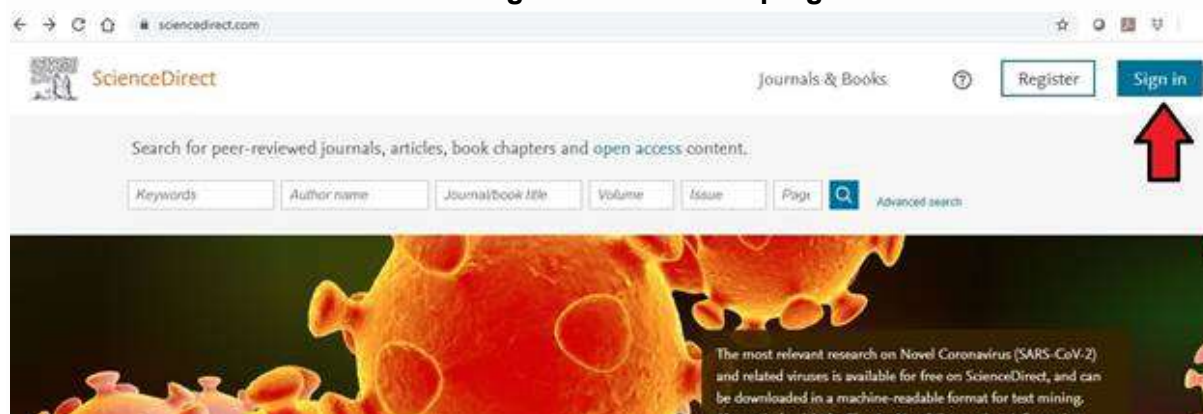 sciencedirect.com
ScienceDirect
Journals & Books
?
Register
Sign in
Search for peer-reviewed journals, articles, book chapters and open access content.
Keywords
Author name
Journal/book title
Volume
Issue
Page
Advanced search
The most relevant research on Novel Coronavirus (SARS-CoV-2)
and related viruses is available for free on ScienceDirect, and can
be downloaded in a machine-readable format for text mining.